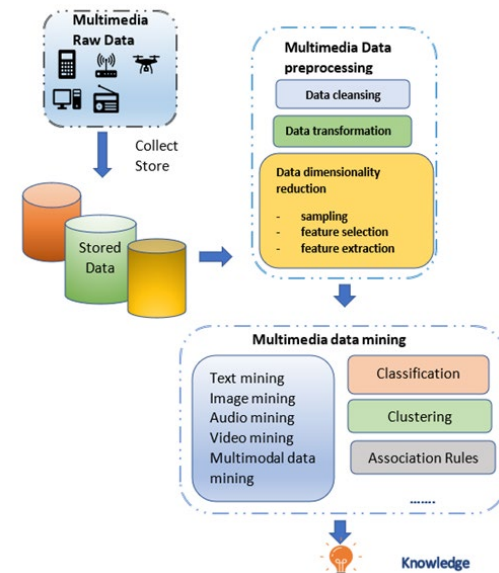 Multimedia
Raw Data
Collect
Store
Stored
Data
Multimedia Data
preprocessing
Data cleansing
Data transformation
Data dimensionality
reduction
- sampling
- feature selection
- feature extraction
Multimedia data mining
Text mining
Image mining
Audio mining
Video mining
Multimodal data
mining
Classification
Clustering
Association Rules
.......
Knowledge